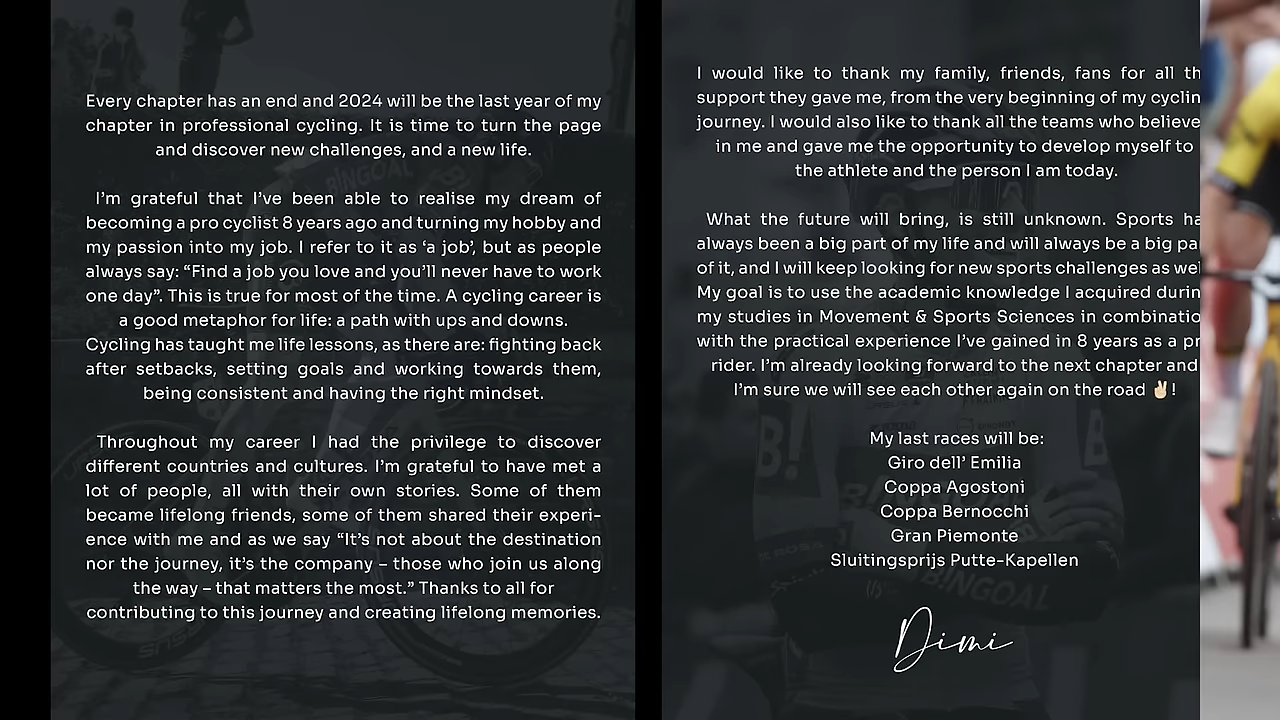 Every chapter has an end and 2024 will be the last year of my
chapter in professional cycling. It is time to turn the page
and discover new challenges, and a new life.
I’m grateful that I’ve been able to realise my dream of
becoming a pro cyclist 8 years ago and turning my hobby and
my passion into my job. I refer to it as ‘a job’, but as people
always say: “Find a job you love and you’ll never have to work
one day”. This is true for most of the time. A cycling career is
a good metaphor for life: a path with ups and downs.
Cycling has taught me life lessons, as there are: fighting back
after setbacks, setting goals and working towards them,
being consistent and having the right mindset.
Throughout my career I had the privilege to discover
different countries and cultures. I’m grateful to have met a
lot of people, all with their own stories. Some of them
became lifelong friends, some of them shared their experi-
ence with me and as we say “It’s not about the destination
nor the journey, it’s the company – those who join us along
the way – that matters the most.” Thanks to all for
contributing to this journey and creating lifelong memories.
I would like to thank my family, friends, fans for all th
support they gave me, from the very beginning of my cyclin
journey. I would also like to thank all the teams who believe
in me and gave me the opportunity to develop myself to
the athlete and the person I am today.
What the future will bring, is still unknown. Sports ha
always been a big part of my life and will always be a big par
of it, and I will keep looking for new sports challenges as wel
My goal is to use the academic knowledge I acquired durin
my studies in Movement & Sports Sciences in combinatio
with the practical experience I’ve gained in 8 years as a pr
rider. I’m already looking forward to the next chapter and
I’m sure we will see each other again on the road ✌🏼!
My last races will be:
Giro dell’ Emilia
Coppa Agostoni
Coppa Bernocchi
Gran Piemonte
Sluitingsprijs Putte-Kapellen
Dimi
BINGOAL
B!
BINGOAL